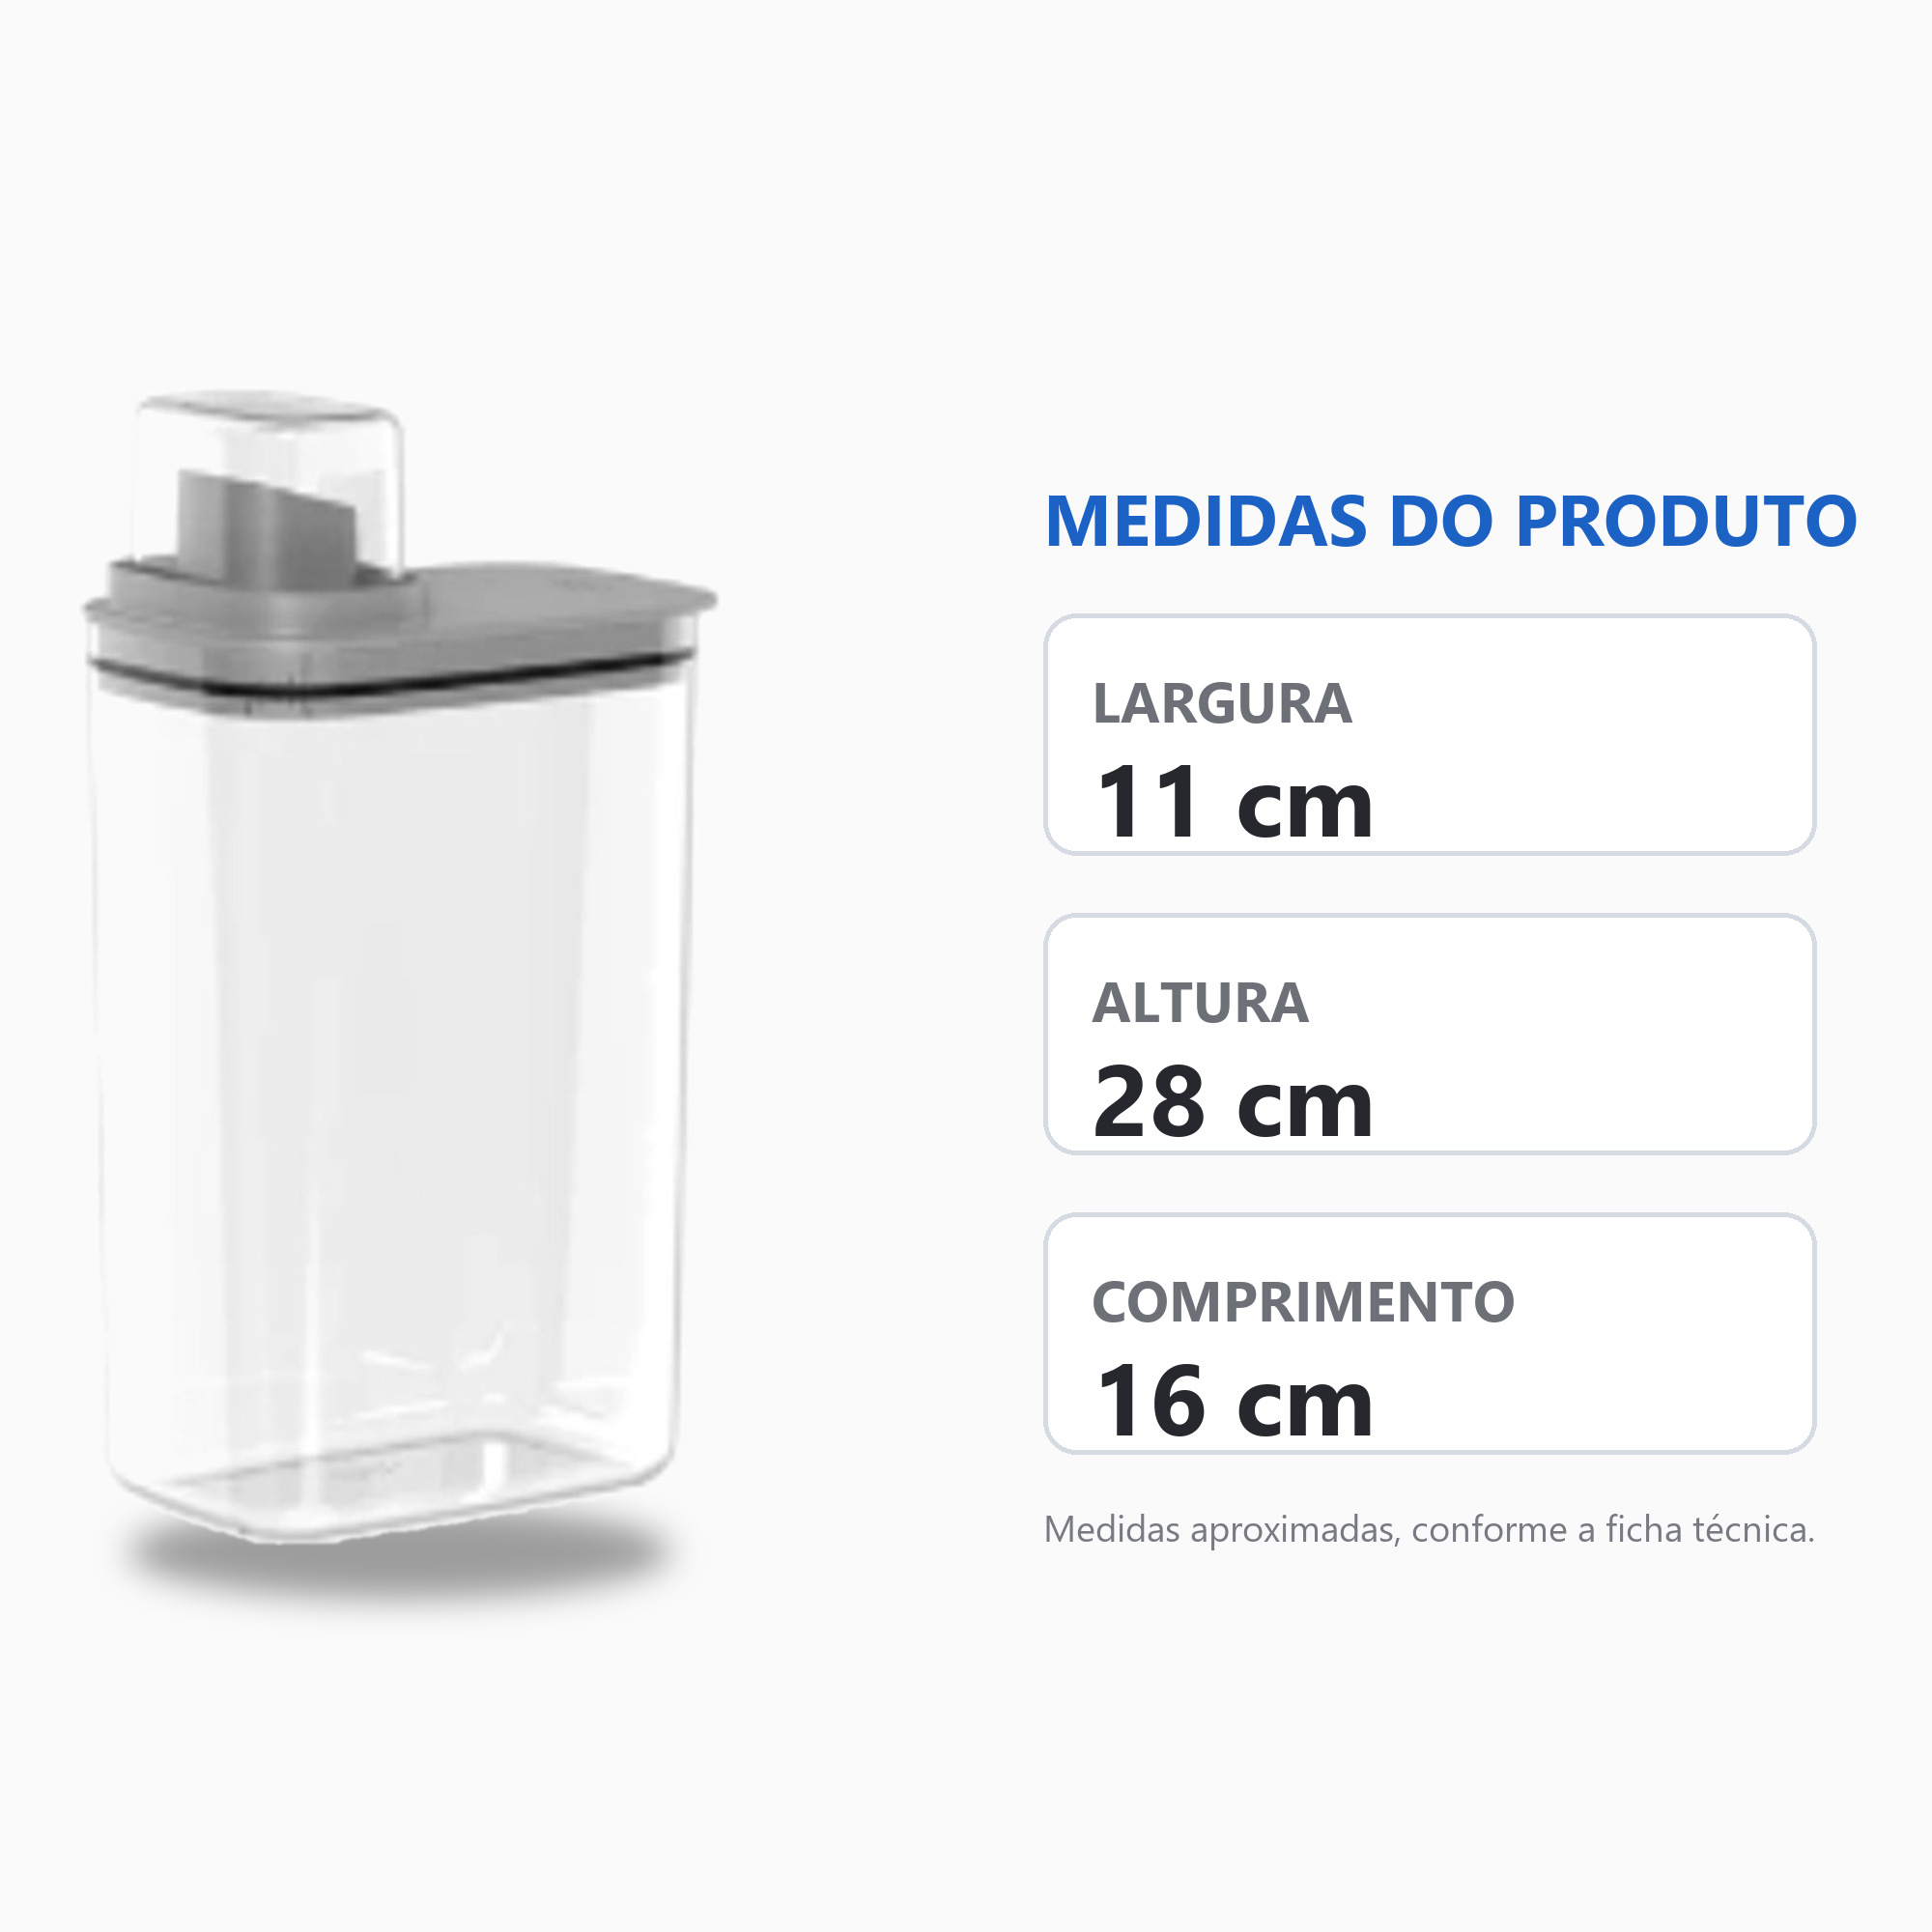 MEDIDAS DO PRODUTO
LARGURA
11 cm
ALTURA
28 cm
COMPRIMENTO
16 cm
Medidas aproximadas, conforme a ficha técnica.